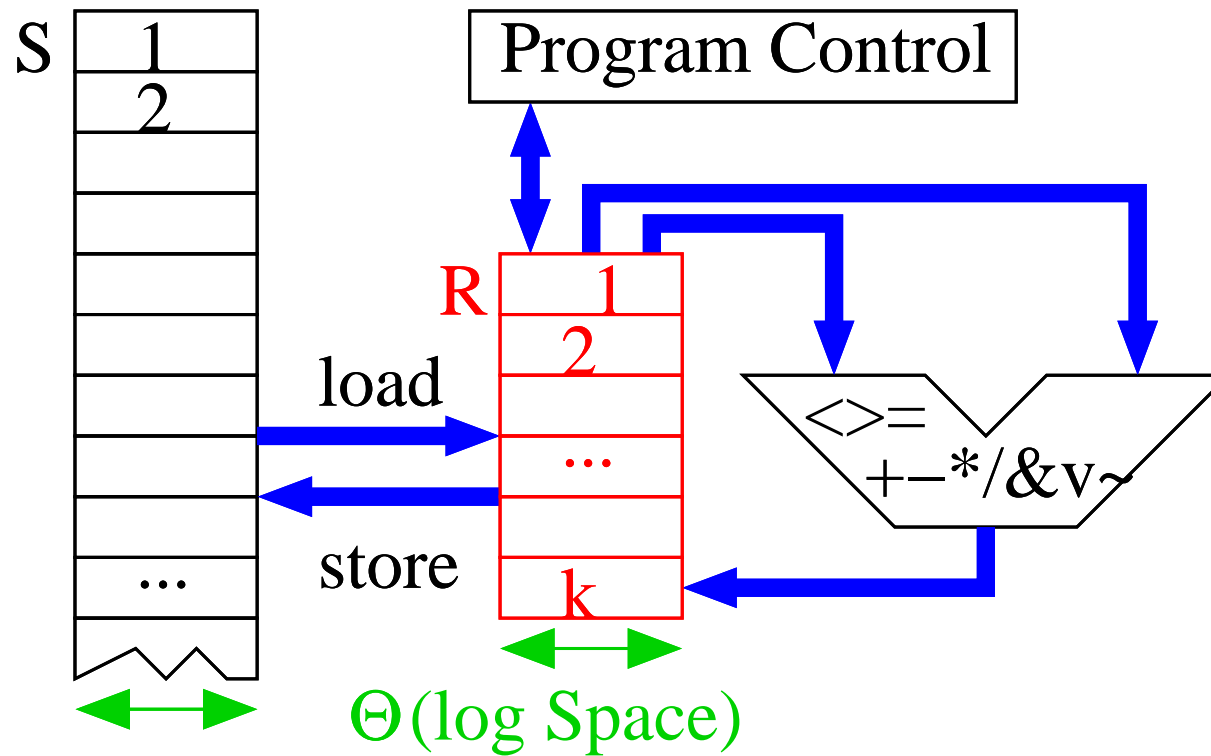 S
1
2
...
Program Control
R
1
2
...
k
load
store
<>=
+−*/&v~
Θ(log Space)